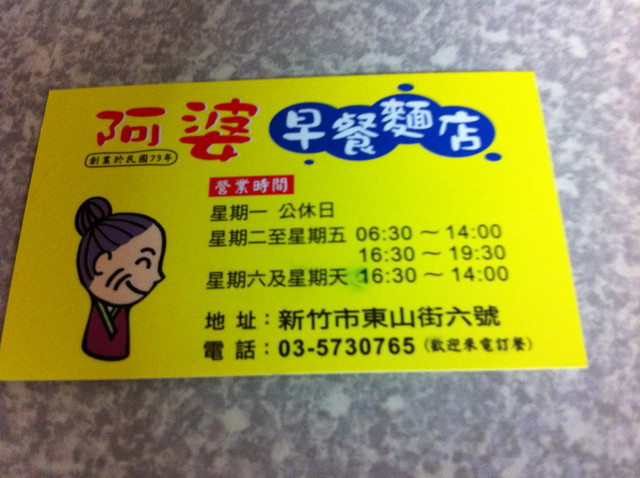 阿婆早餐麵店
創業於民國73年
營業時間
星期一 公休日
星期二至星期五 06:30～14:00
16:30～19:30
星期六及星期天 16:30～14:00
地 址：新竹市東山街六號
電 話：03-5730765（歡迎來電訂餐）